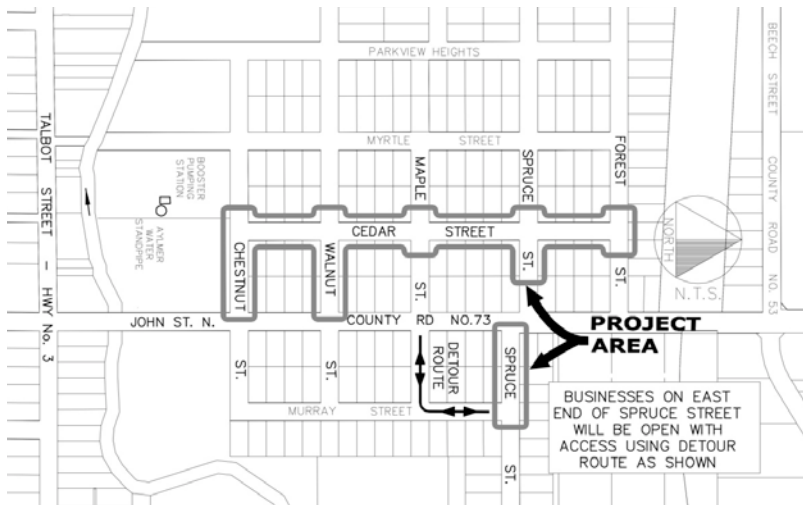 PARKVIEW HEIGHTS
BEECH STREET COUNTY ROAD NO. 53
TALBOT STREET - HWY No. 3
MYRTLE STREET
MAPLE
SPRUCE
FOREST
BOOSTER
PUMPING
STATION
AYLMER
WATER
STANDPIPE
CEDAR STREET
NORTH
N.T.S.
CHESTNUT
WALNUT
ST.
ST.
ST.
JOHN ST. N.
COUNTY RD NO.73
PROJECT
AREA
DETOUR
ROUTE
SPRUCE
ST.
ST.
MURRAY STREET
ST.
BUSINESSES ON EAST
END OF SPRUCE STREET
WILL BE OPEN WITH
ACCESS USING DETOUR
ROUTE AS SHOWN